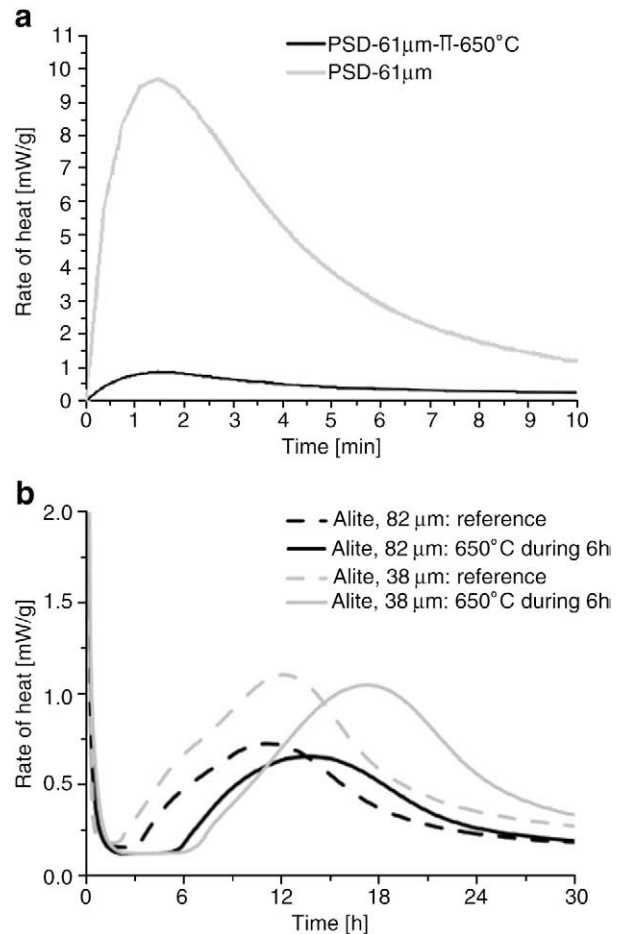 a
PSD-61μm-π-650°C
PSD-61μm
Rate of heat [mW/g]
11
10
9
8
7
6
5
4
3
2
1
0
0 1 2 3 4 5 6 7 8 9 10
Time [min]
b
Alite, 82 μm: reference
Alite, 82 μm: 650°C during 6h
Alite, 38 μm: reference
Alite, 38 μm: 650°C during 6h
Rate of heat [mW/g]
2.0
1.5
1.0
0.5
0.0
0 6 12 18 24 30
Time [h]